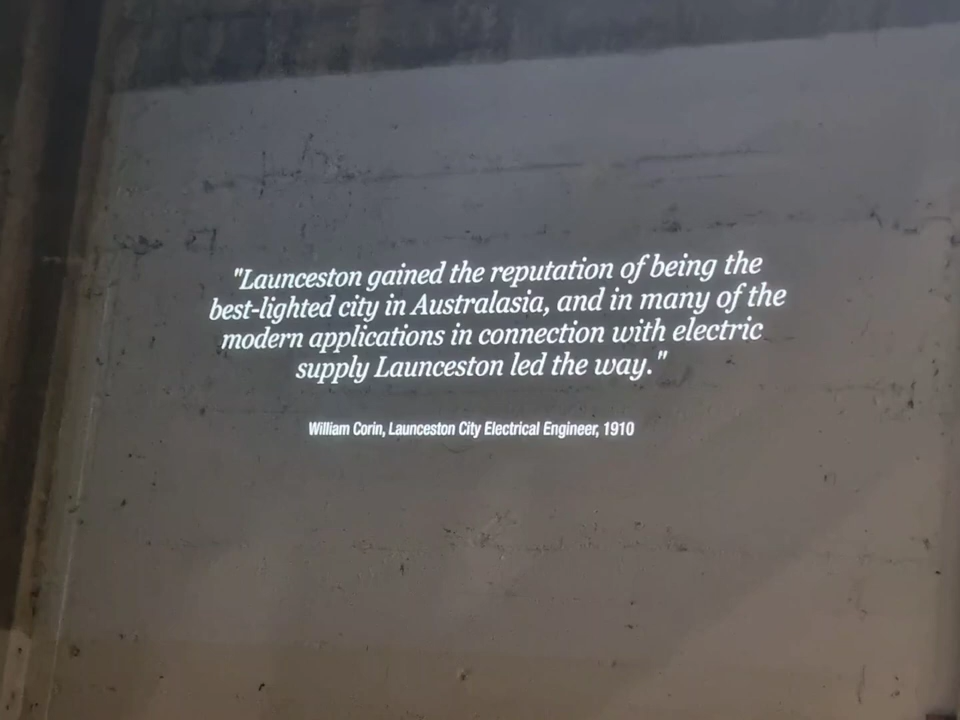 "Launceston gained the reputation of being the
best-lighted city in Australasia, and in many of the
modern applications in connection with electric
supply Launceston led the way."
William Corin, Launceston City Electrical Engineer, 1910